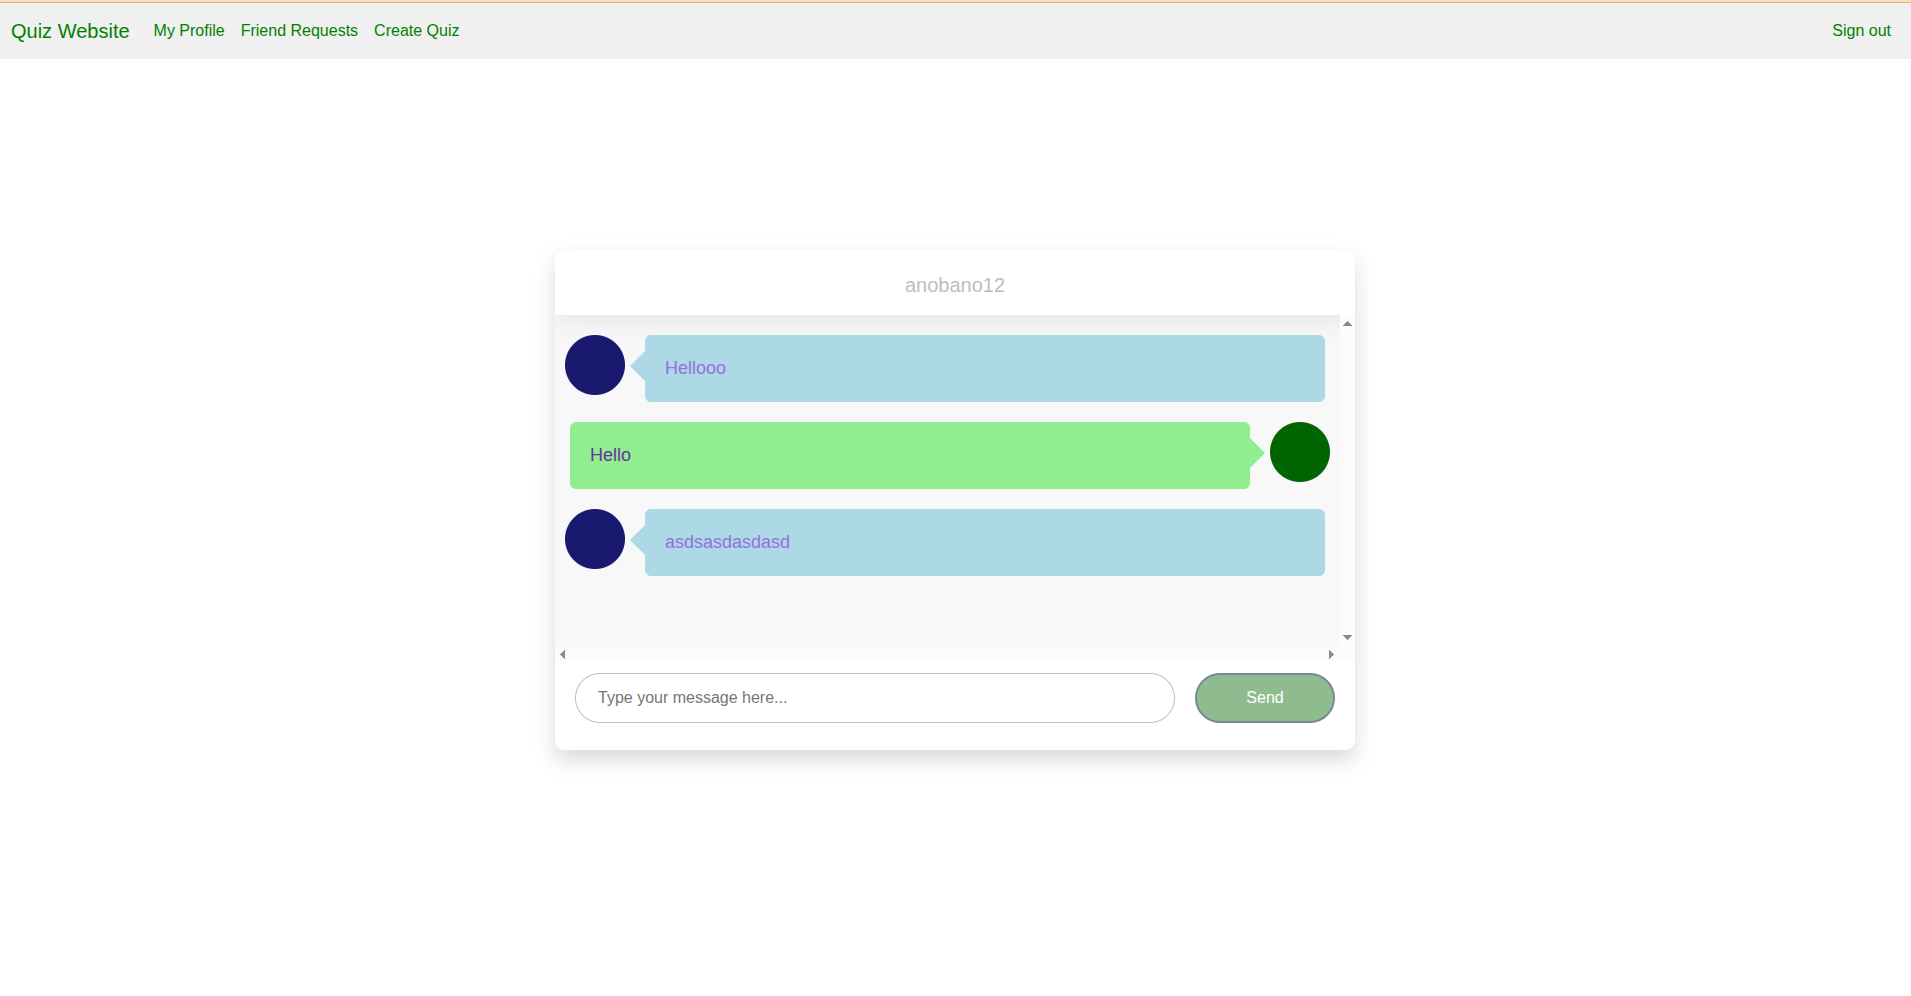 Quiz Website My Profile Friend Requests Create Quiz Sign out
anobano12
Hellooo
Hello
asdsasdasdasd
Type your message here... Send